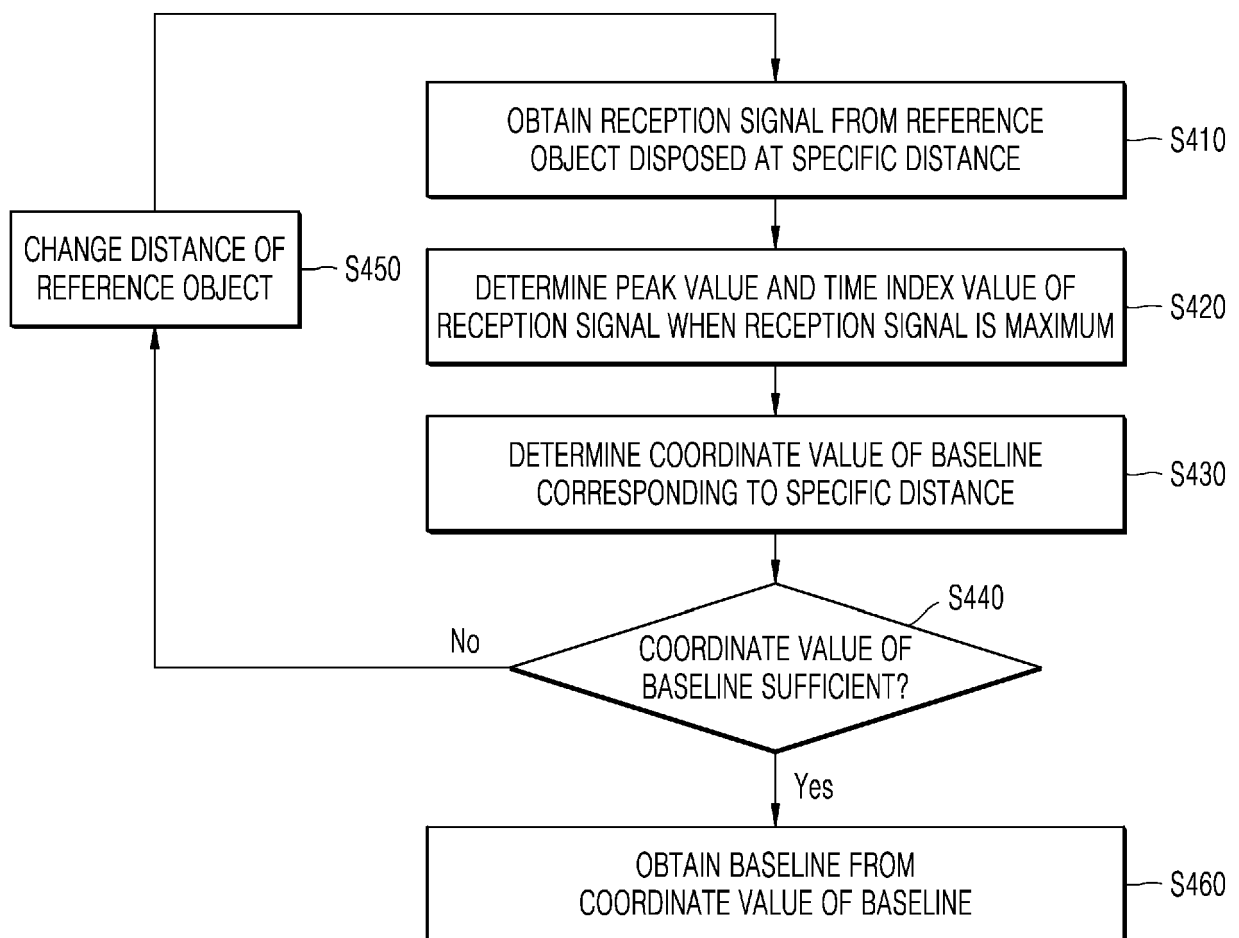 OBTAIN RECEPTION SIGNAL FROM REFERENCE
OBJECT DISPOSED AT SPECIFIC DISTANCE
S410
CHANGE DISTANCE OF
REFERENCE OBJECT
S450
DETERMINE PEAK VALUE AND TIME INDEX VALUE OF
RECEPTION SIGNAL WHEN RECEPTION SIGNAL IS MAXIMUM
S420
DETERMINE COORDINATE VALUE OF BASELINE
CORRESPONDING TO SPECIFIC DISTANCE
S430
S440
No
COORDINATE VALUE OF
BASELINE SUFFICIENT?
Yes
OBTAIN BASELINE FROM
COORDINATE VALUE OF BASELINE
S460